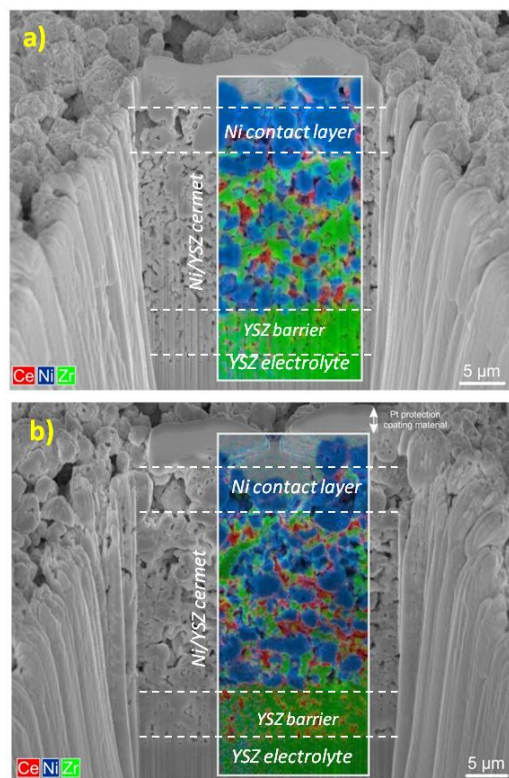 a)
Ni contact layer
Ni/YSZ cermet
YSZ barrier
YSZ electrolyte
Ce Ni Zr
5 µm
b)
Pt protection
coating material
Ni contact layer
Ni/YSZ cermet
YSZ barrier
YSZ electrolyte
Ce Ni Zr
5 µm